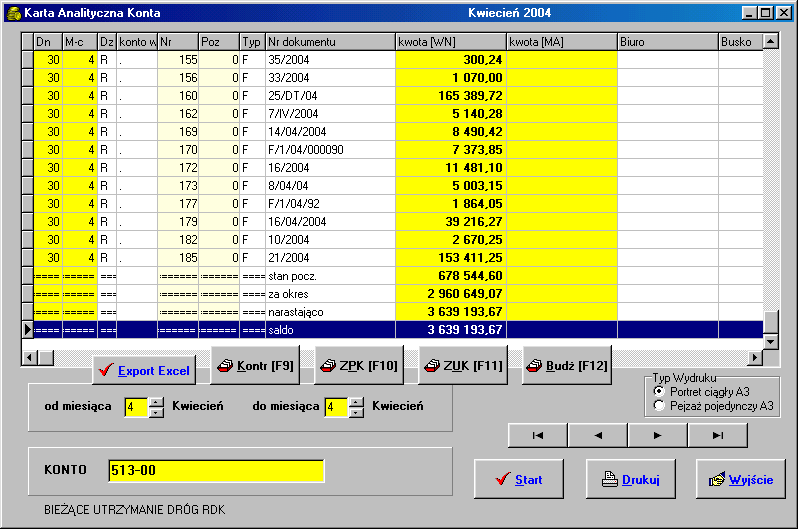 Karta Analityczna Konta Kwiecień 2004
Dn M-c Dz konto w Nr Poz Typ Nr dokumentu kwota [WN] kwota [MA] Biuro Busko
30 4 R . 155 0 F 35/2004 300,24
30 4 R . 156 0 F 33/2004 1 070,00
30 4 R . 160 0 F 25/DT/04 165 389,72
30 4 R . 162 0 F 7/IV/2004 5 140,28
30 4 R . 169 0 F 14/04/2004 8 490,42
30 4 R . 170 0 F F/1/04/000090 7 373,85
30 4 R . 172 0 F 16/2004 11 481,10
30 4 R . 173 0 F 8/04/04 5 003,15
30 4 R . 177 0 F F/1/04/92 1 864,05
30 4 R . 179 0 F 16/04/2004 39 216,27
30 4 R . 182 0 F 10/2004 2 670,25
30 4 R . 185 0 F 21/2004 153 411,25
===== ===== === ====== ====== ==== stan pocz. 678 544,60
===== ===== === ====== ====== ==== za okres 2 960 649,07
===== ===== === ====== ====== ==== narastająco 3 639 193,67
===== ===== === ====== ====== ==== saldo 3 639 193,67
Export Excel Kontr [F9] ZPK [F10] ZUK [F11] Budż [F12]
Typ Wydruku
Portret ciągły A3
Pejzaż pojedynczy A3
od miesiąca 4 Kwiecień do miesiąca 4 Kwiecień
KONTO 513-00
Start Drukuj Wyjście
BIEŻĄCE UTRZYMANIE DRÓG RDK